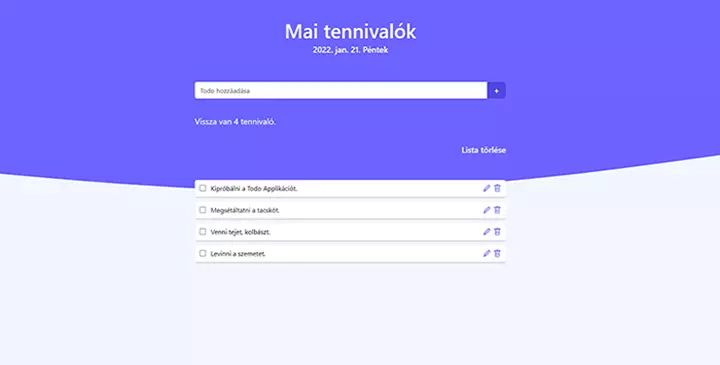 Mai tennivalók
2022. jan. 21. Péntek
Todo hozzáadása
+
Vissza van 4 tennivaló.
Lista törlése
Kipróbálni a Todo Applikációt.
Megsétáltatni a tacskót.
Venni tejet, kolbászt.
Levinni a szemetet.